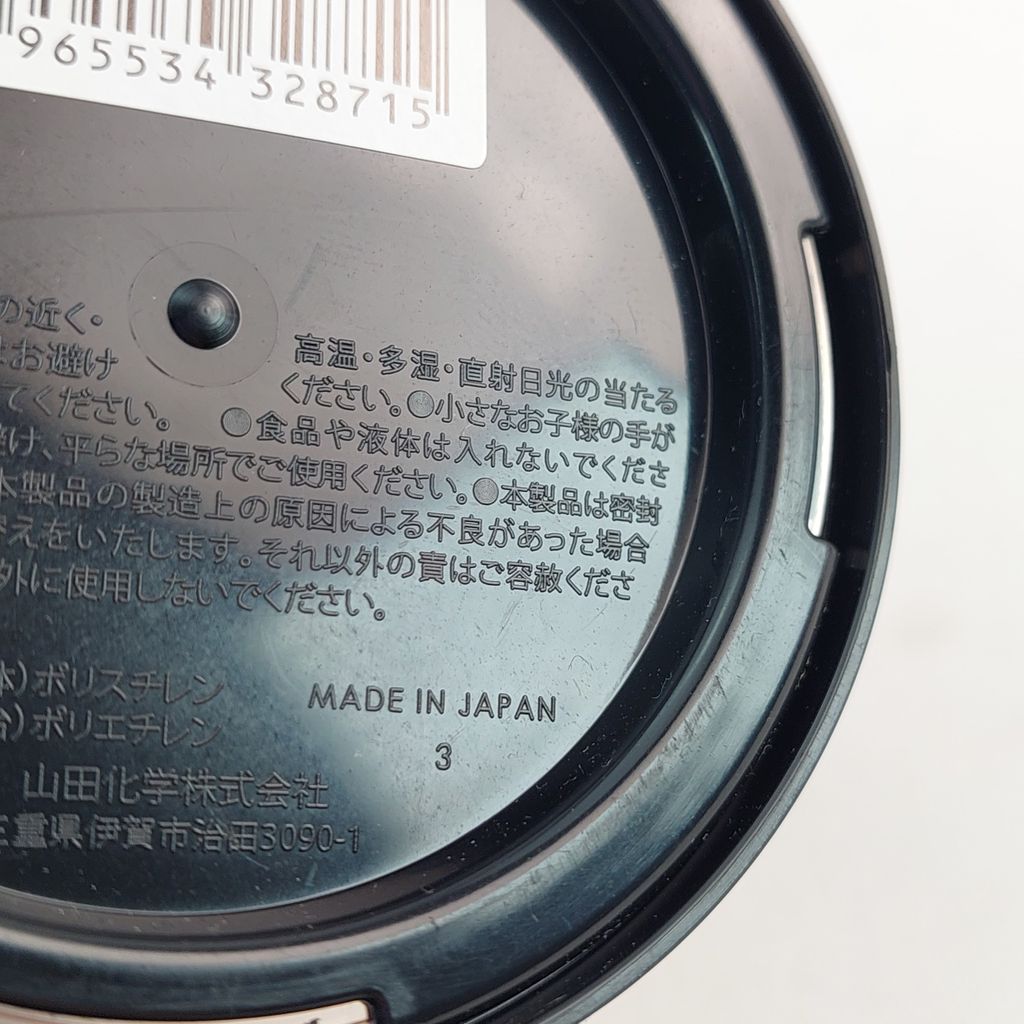 965534 328715
の近く・ 高温・多湿・直射日光の当たる
お避け ください。●小さなお子様の手が
てください。 ●食品や液体は入れないでくださ
け、平らな場所でご使用ください。●本製品は密封
本製品の製造上の原因による不良があった場合
えをいたします。それ以外の責はご容赦くださ
外に使用しないでください。
体)ポリスチレン
)ポリエチレン
MADE IN JAPAN
3
山田化学株式会社
三重県伊賀市治田3090-1